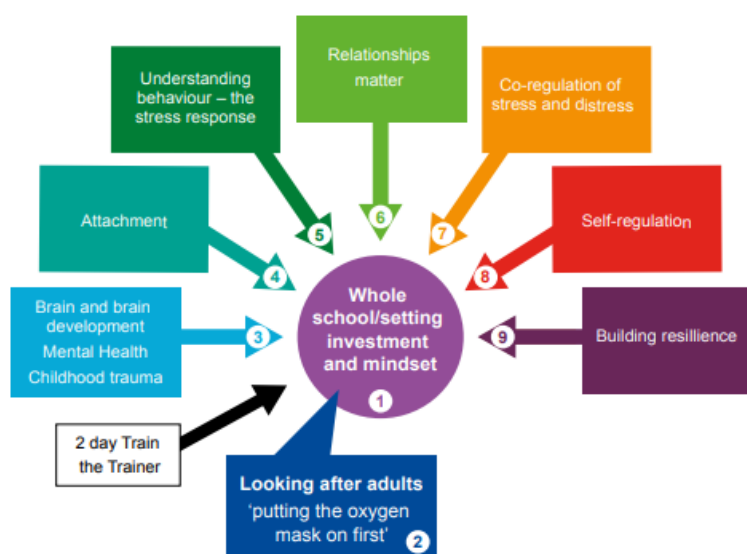 Relationships
matter
Understanding
behaviour – the
stress response
Co-regulation of
stress and distress
Attachment
Self-regulation
Brain and brain
development
Mental Health
Childhood trauma
Building resillience
2 day Train
the Trainer
Whole
school/setting
investment
and mindset
1
Looking after adults
‘putting the oxygen
mask on first’
2
3
4
5
6
7
8
9